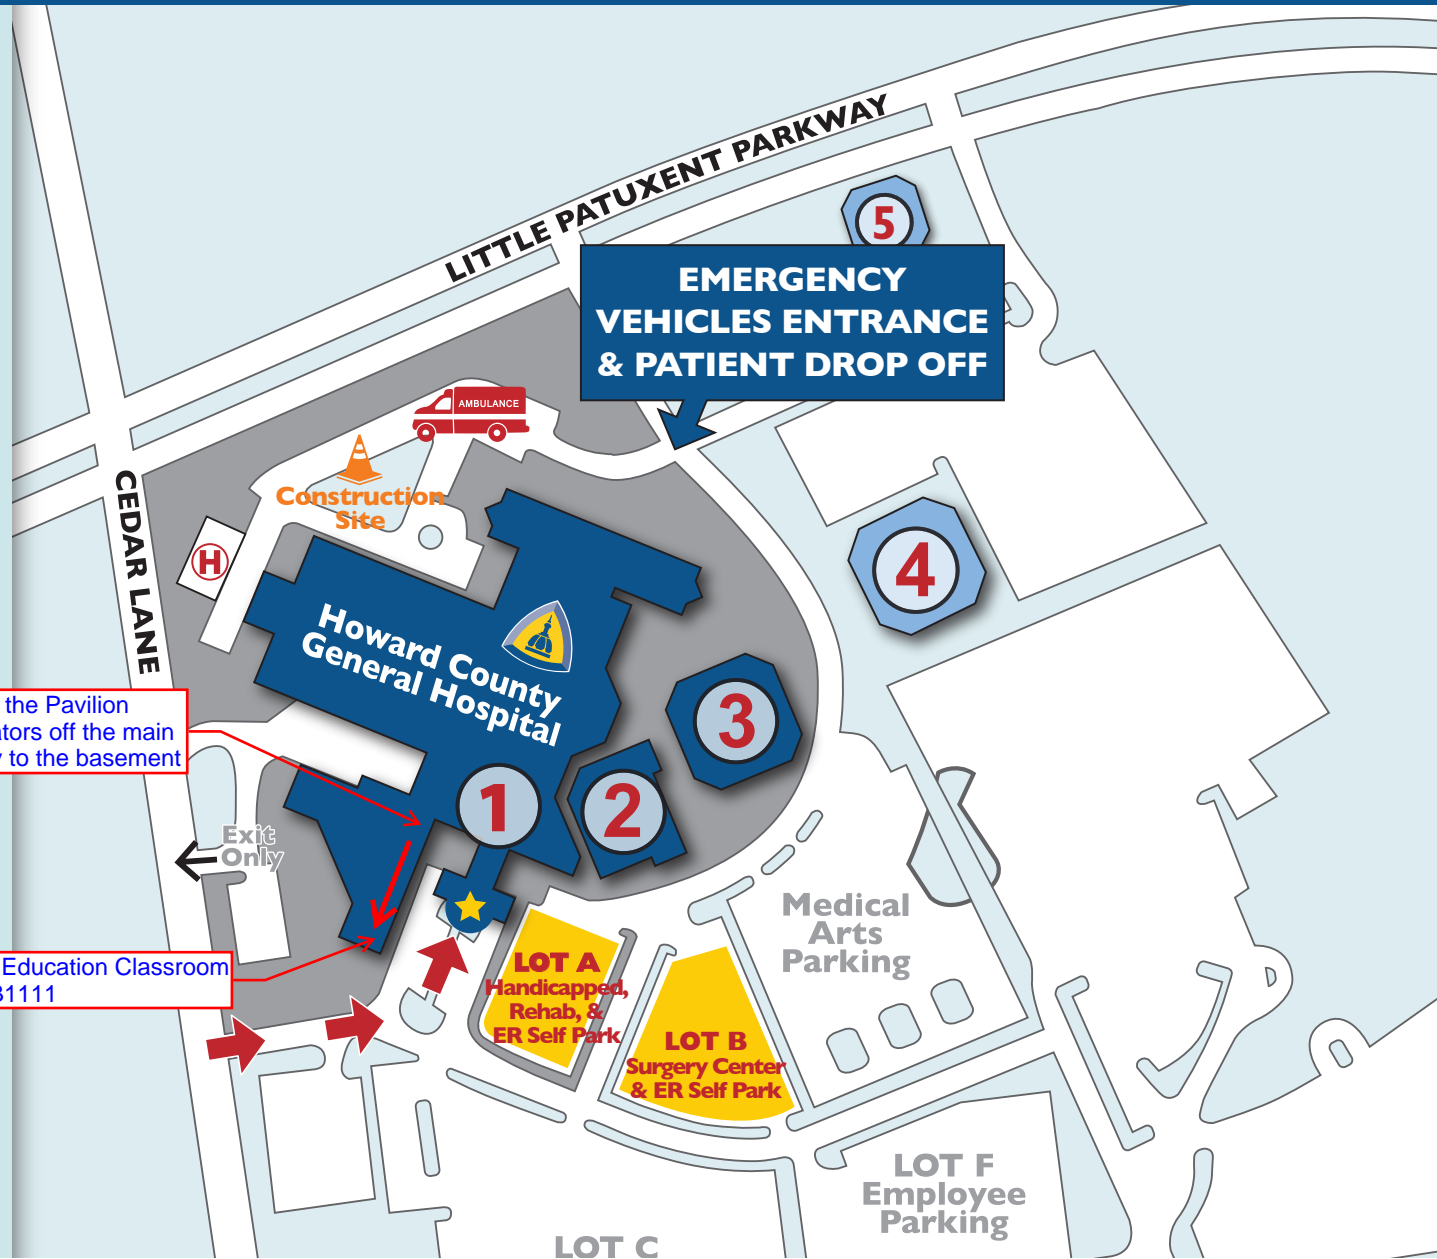 LITTLE PATUXENT PARKWAY
5
EMERGENCY
VEHICLES ENTRANCE
& PATIENT DROP OFF
AMBULANCE
Construction
Site
CEDAR LANE
H
4
Howard County
General Hospital
3
the Pavilion
ators off the main
y to the basement
1
2
Exit
Only
Medical
Arts
Parking
Education Classroom
B1111
LOT A
Handicapped,
Rehab, &
ER Self Park
LOT B
Surgery Center
& ER Self Park
LOT F
Employee
Parking
LOT C